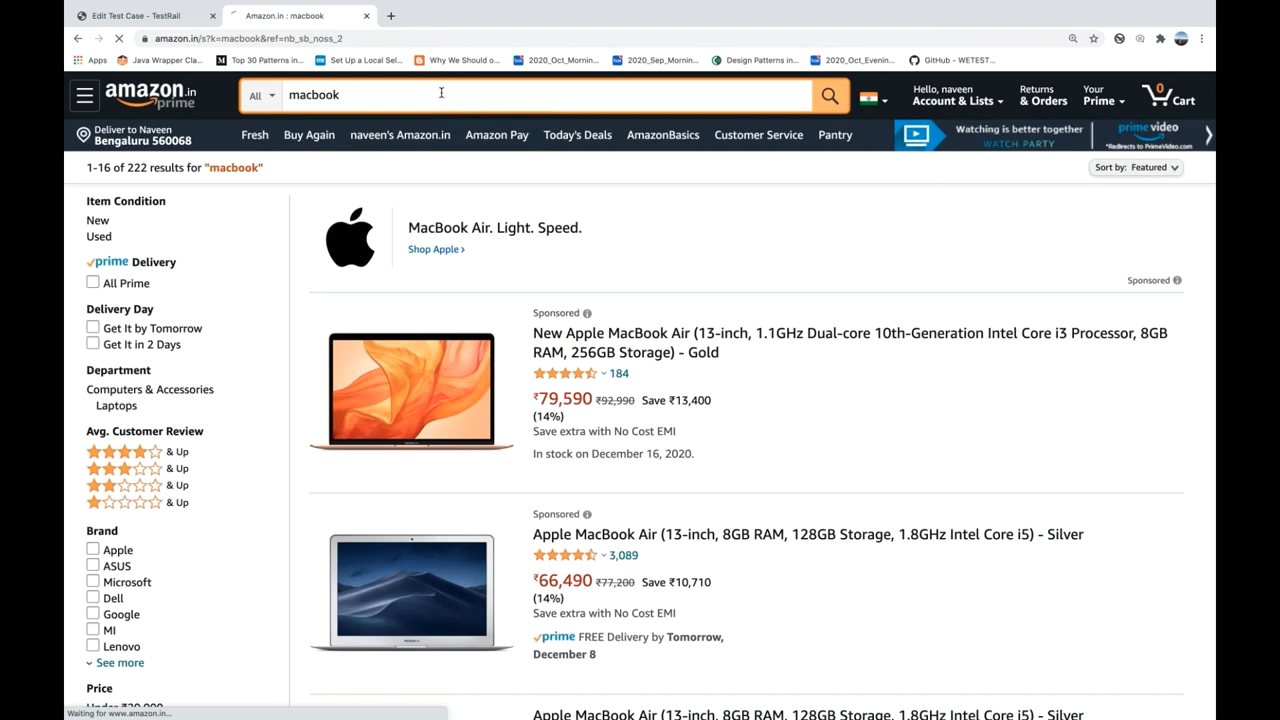 Edit Test Case - TestRail
Amazon.in : macbook
amazon.in/s?k=macbook&ref=nb_sb_noss_2
Apps
Java Wrapper Cla...
Top 30 Patterns in...
Set Up a Local Sel...
Why We Should o...
2020_Oct_Mornin...
2020_Sep_Mornin...
Design Patterns in...
2020_Oct_Evenin...
GitHub - WETEST...
amazon.in
prime
All
macbook
Hello, naveen
Account & Lists
Returns
& Orders
Your
Prime
0
Cart
Deliver to Naveen
Bengaluru 560068
Fresh
Buy Again
naveen's Amazon.in
Amazon Pay
Today's Deals
AmazonBasics
Customer Service
Pantry
Watching is better together
WATCH PARTY
prime video
*Redirects to PrimeVideo.com
1-16 of 222 results for "macbook"
Sort by: Featured
Item Condition
New
Used
prime Delivery
All Prime
Delivery Day
Get It by Tomorrow
Get It in 2 Days
Department
Computers & Accessories
Laptops
Avg. Customer Review
& Up
& Up
& Up
& Up
Brand
Apple
ASUS
Microsoft
Dell
Google
MI
Lenovo
See more
Price
MacBook Air. Light. Speed.
Shop Apple ›
Sponsored
Sponsored
New Apple MacBook Air (13-inch, 1.1GHz Dual-core 10th-Generation Intel Core i3 Processor, 8GB
RAM, 256GB Storage) - Gold
184
₹79,590 ₹92,990 Save ₹13,400
(14%)
Save extra with No Cost EMI
In stock on December 16, 2020.
Sponsored
Apple MacBook Air (13-inch, 8GB RAM, 128GB Storage, 1.8GHz Intel Core i5) - Silver
3,089
₹66,490 ₹77,200 Save ₹10,710
(14%)
Save extra with No Cost EMI
prime FREE Delivery by Tomorrow,
December 8
Apple MacBook Air (13-inch, 8GB RAM, 128GB Storage, 1.8GHz Intel Core i5) - Silver
Waiting for www.amazon.in...